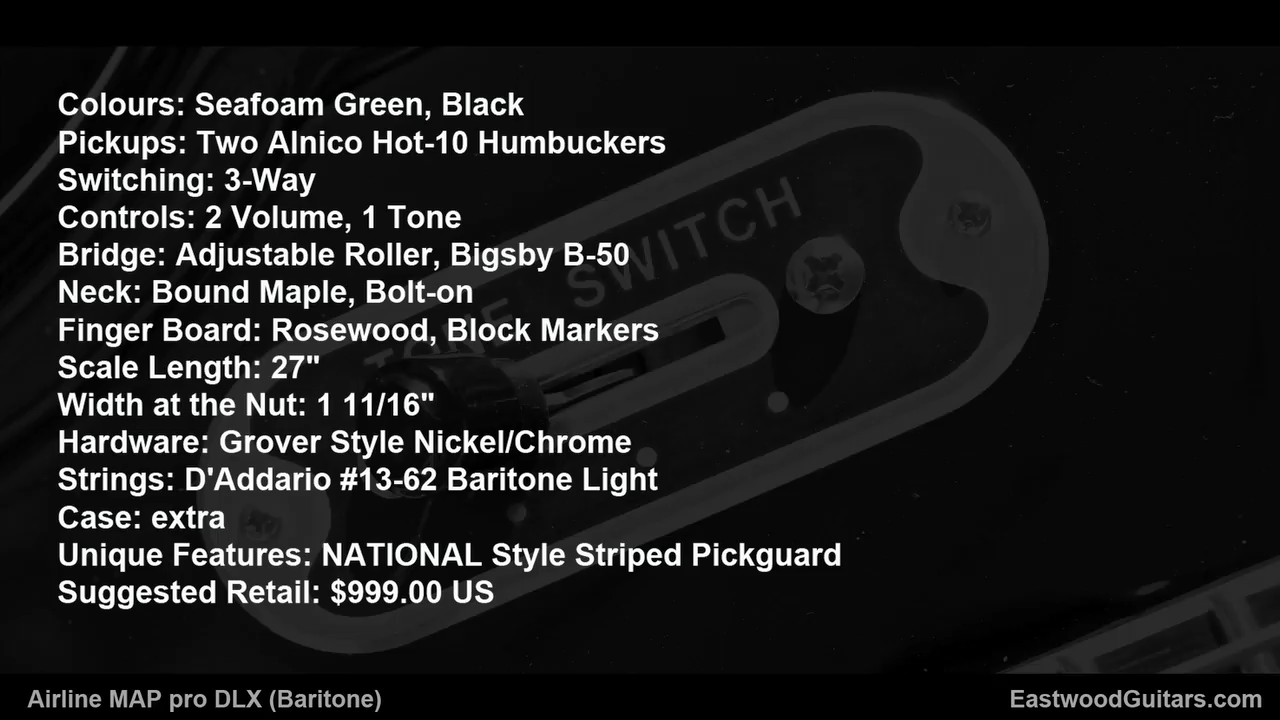 Colours: Seafoam Green, Black
Pickups: Two Alnico Hot-10 Humbuckers
Switching: 3-Way
Controls: 2 Volume, 1 Tone
Bridge: Adjustable Roller, Bigsby B-50
Neck: Bound Maple, Bolt-on
Finger Board: Rosewood, Block Markers
Scale Length: 27"
Width at the Nut: 1 11/16"
Hardware: Grover Style Nickel/Chrome
Strings: D'Addario #13-62 Baritone Light
Case: extra
Unique Features: NATIONAL Style Striped Pickguard
Suggested Retail: $999.00 US
TONE SWITCH
Airline MAP pro DLX (Baritone)
EastwoodGuitars.com